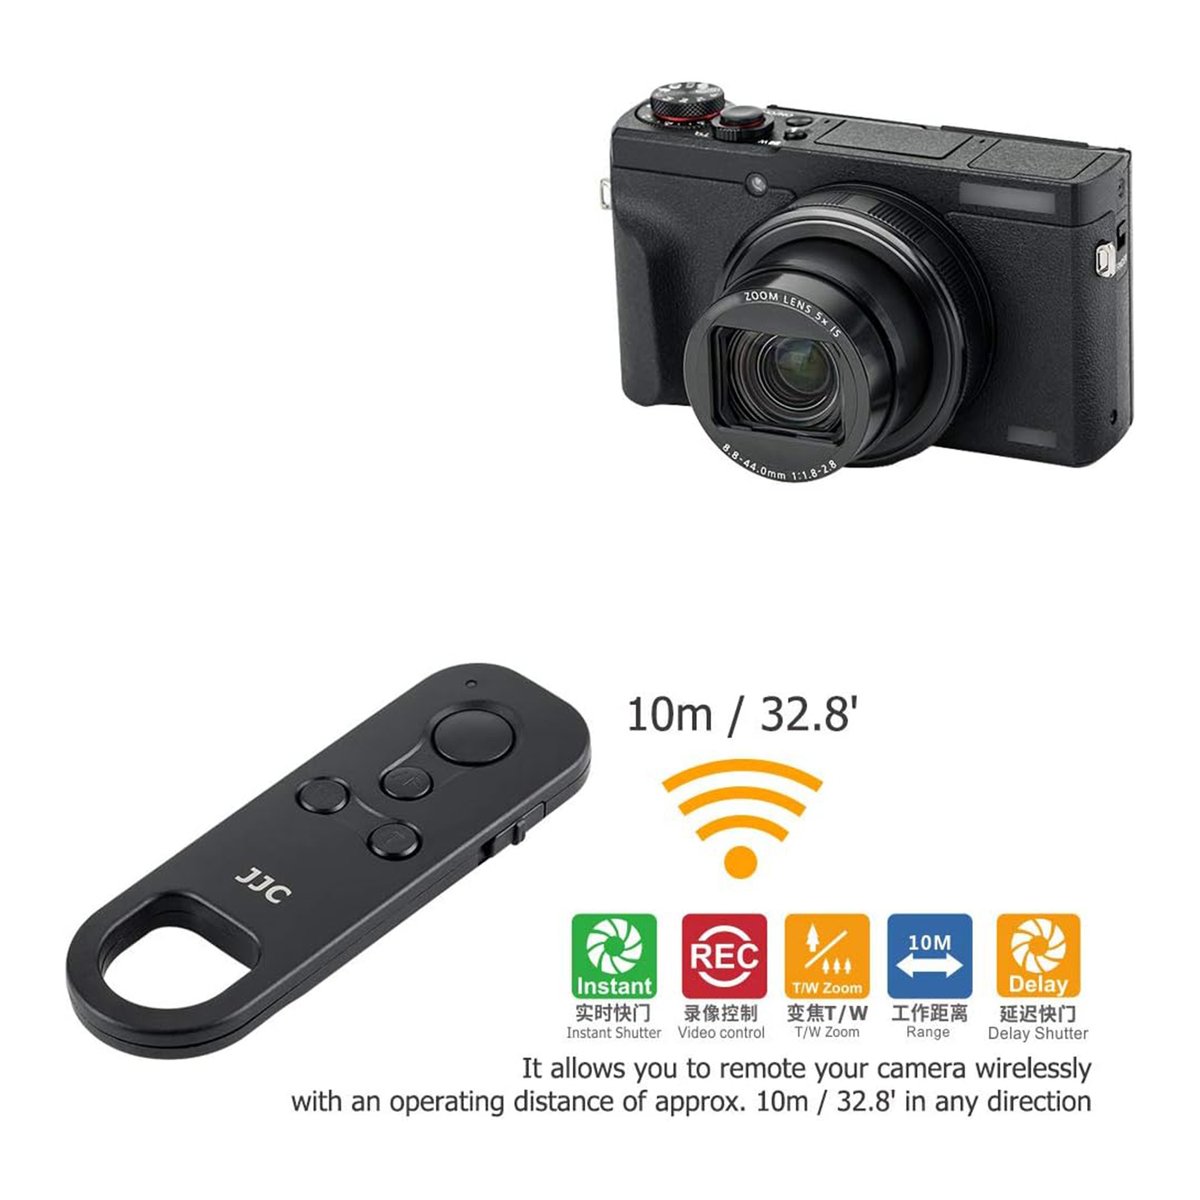 ZOOM LENS 5x IS
8.8-44.0mm 1:1.8-2.8
10m / 32.8'
JJC
10M
Instant
REC
T/W Zoom
Delay
实时快门
录像控制
变焦T/W
工作距离
延迟快门
Instant Shutter
Video control
T/W Zoom
Range
Delay Shutter
It allows you to remote your camera wirelessly
with an operating distance of approx. 10m / 32.8' in any direction